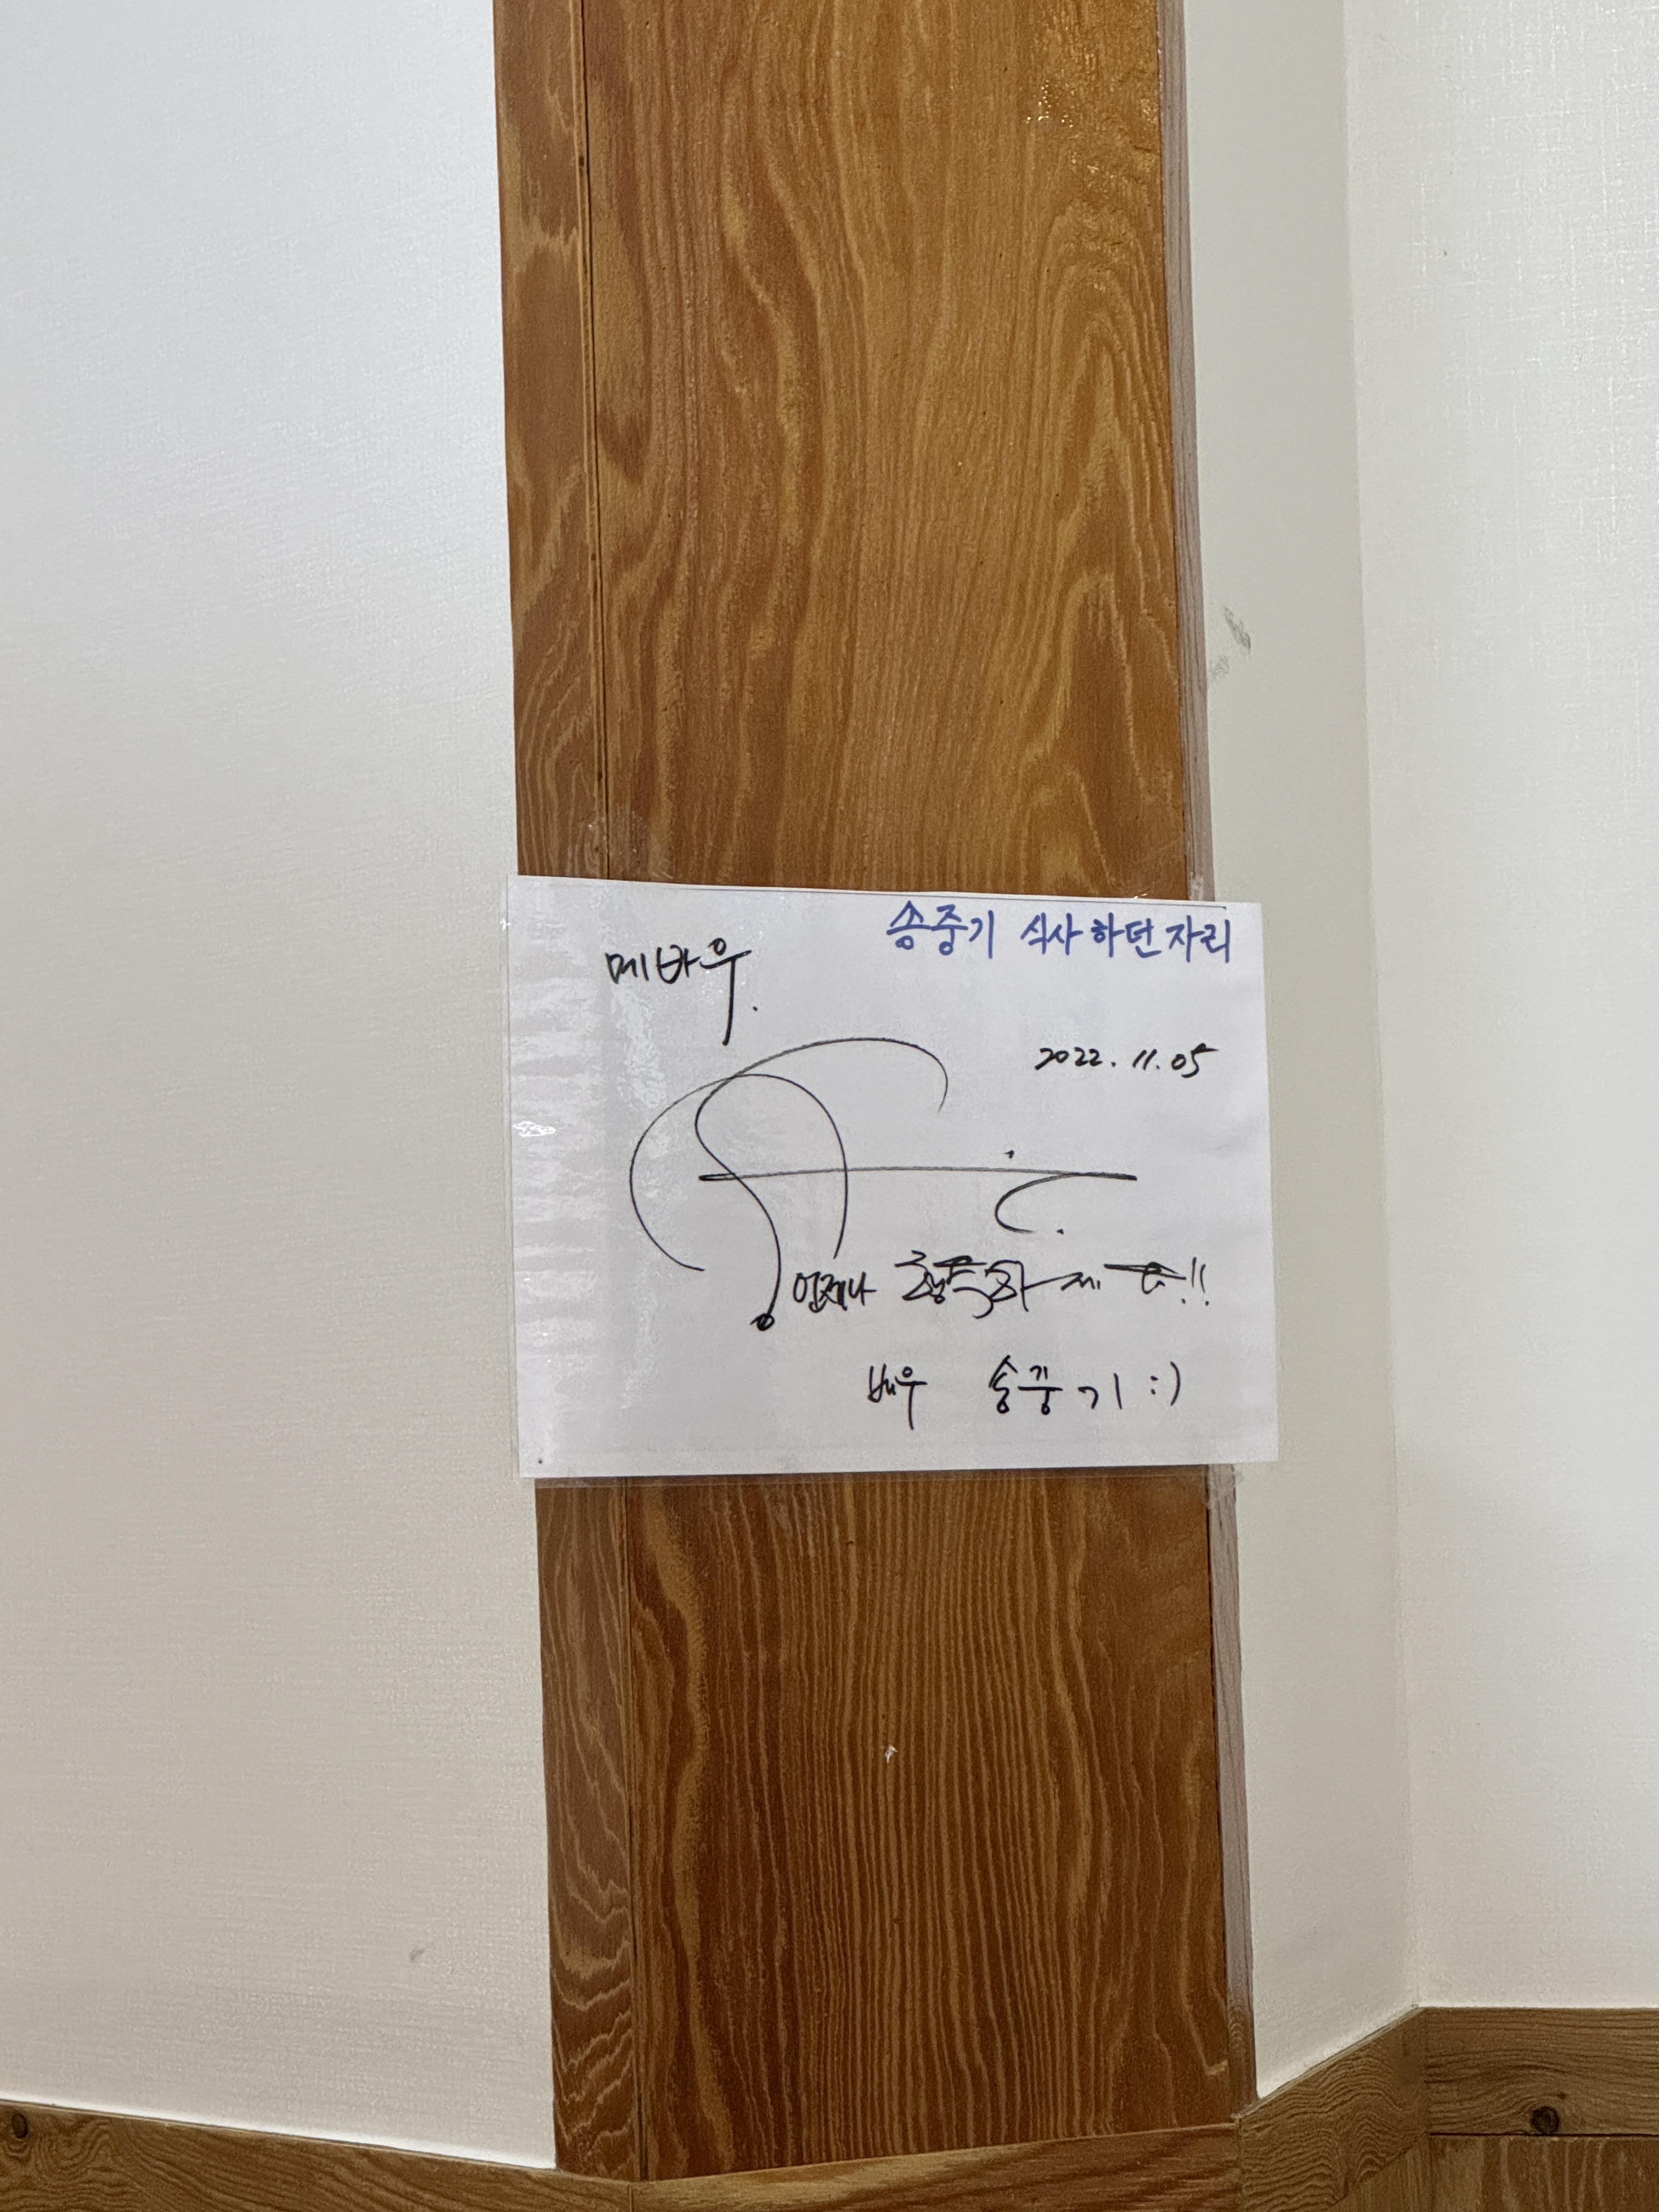 송중기 식사하던자리
메바우.
2022.11.05
언제나 행복하세요!!
배우 송중기 :)